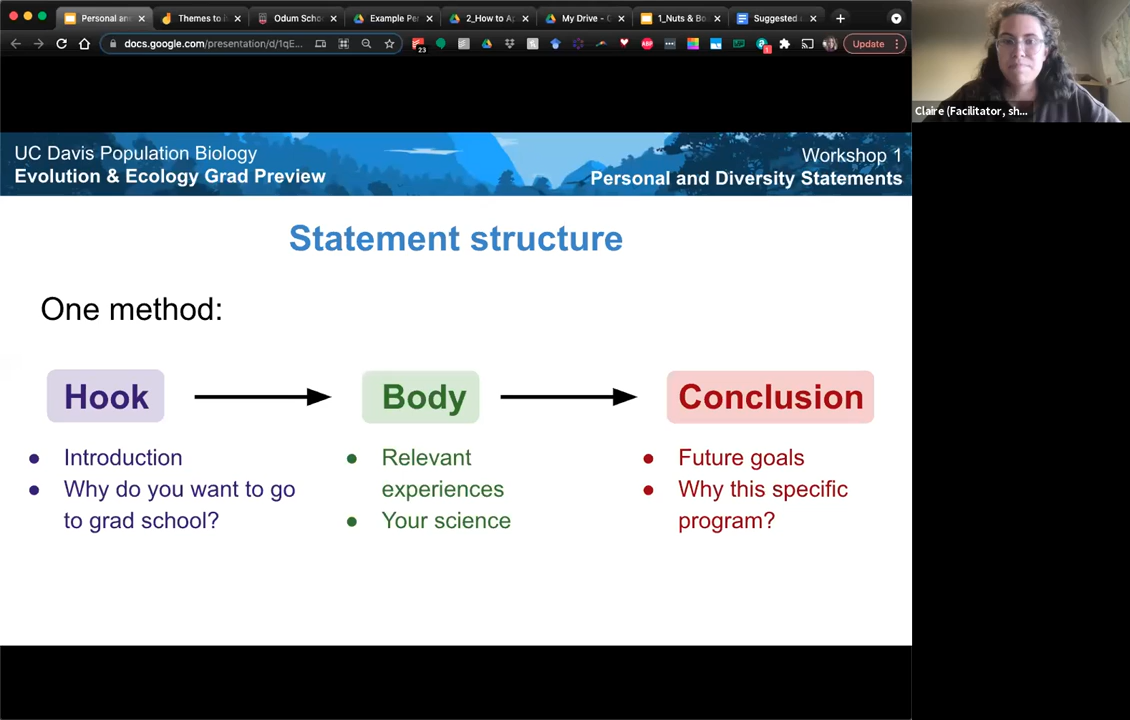 Personal an
Themes to i
Odum Scho
Example Per
2_How to Ap
My Drive - G
1_Nuts & Bo
Suggested
docs.google.com/presentation/d/1qE...
23
ABP
1
Update
Claire (Facilitator, sh...
UC Davis Population Biology
Evolution & Ecology Grad Preview
Workshop 1
Personal and Diversity Statements
Statement structure
One method:
Hook
Body
Conclusion
● Introduction
● Why do you want to go
to grad school?
● Relevant
experiences
● Your science
● Future goals
● Why this specific
program?